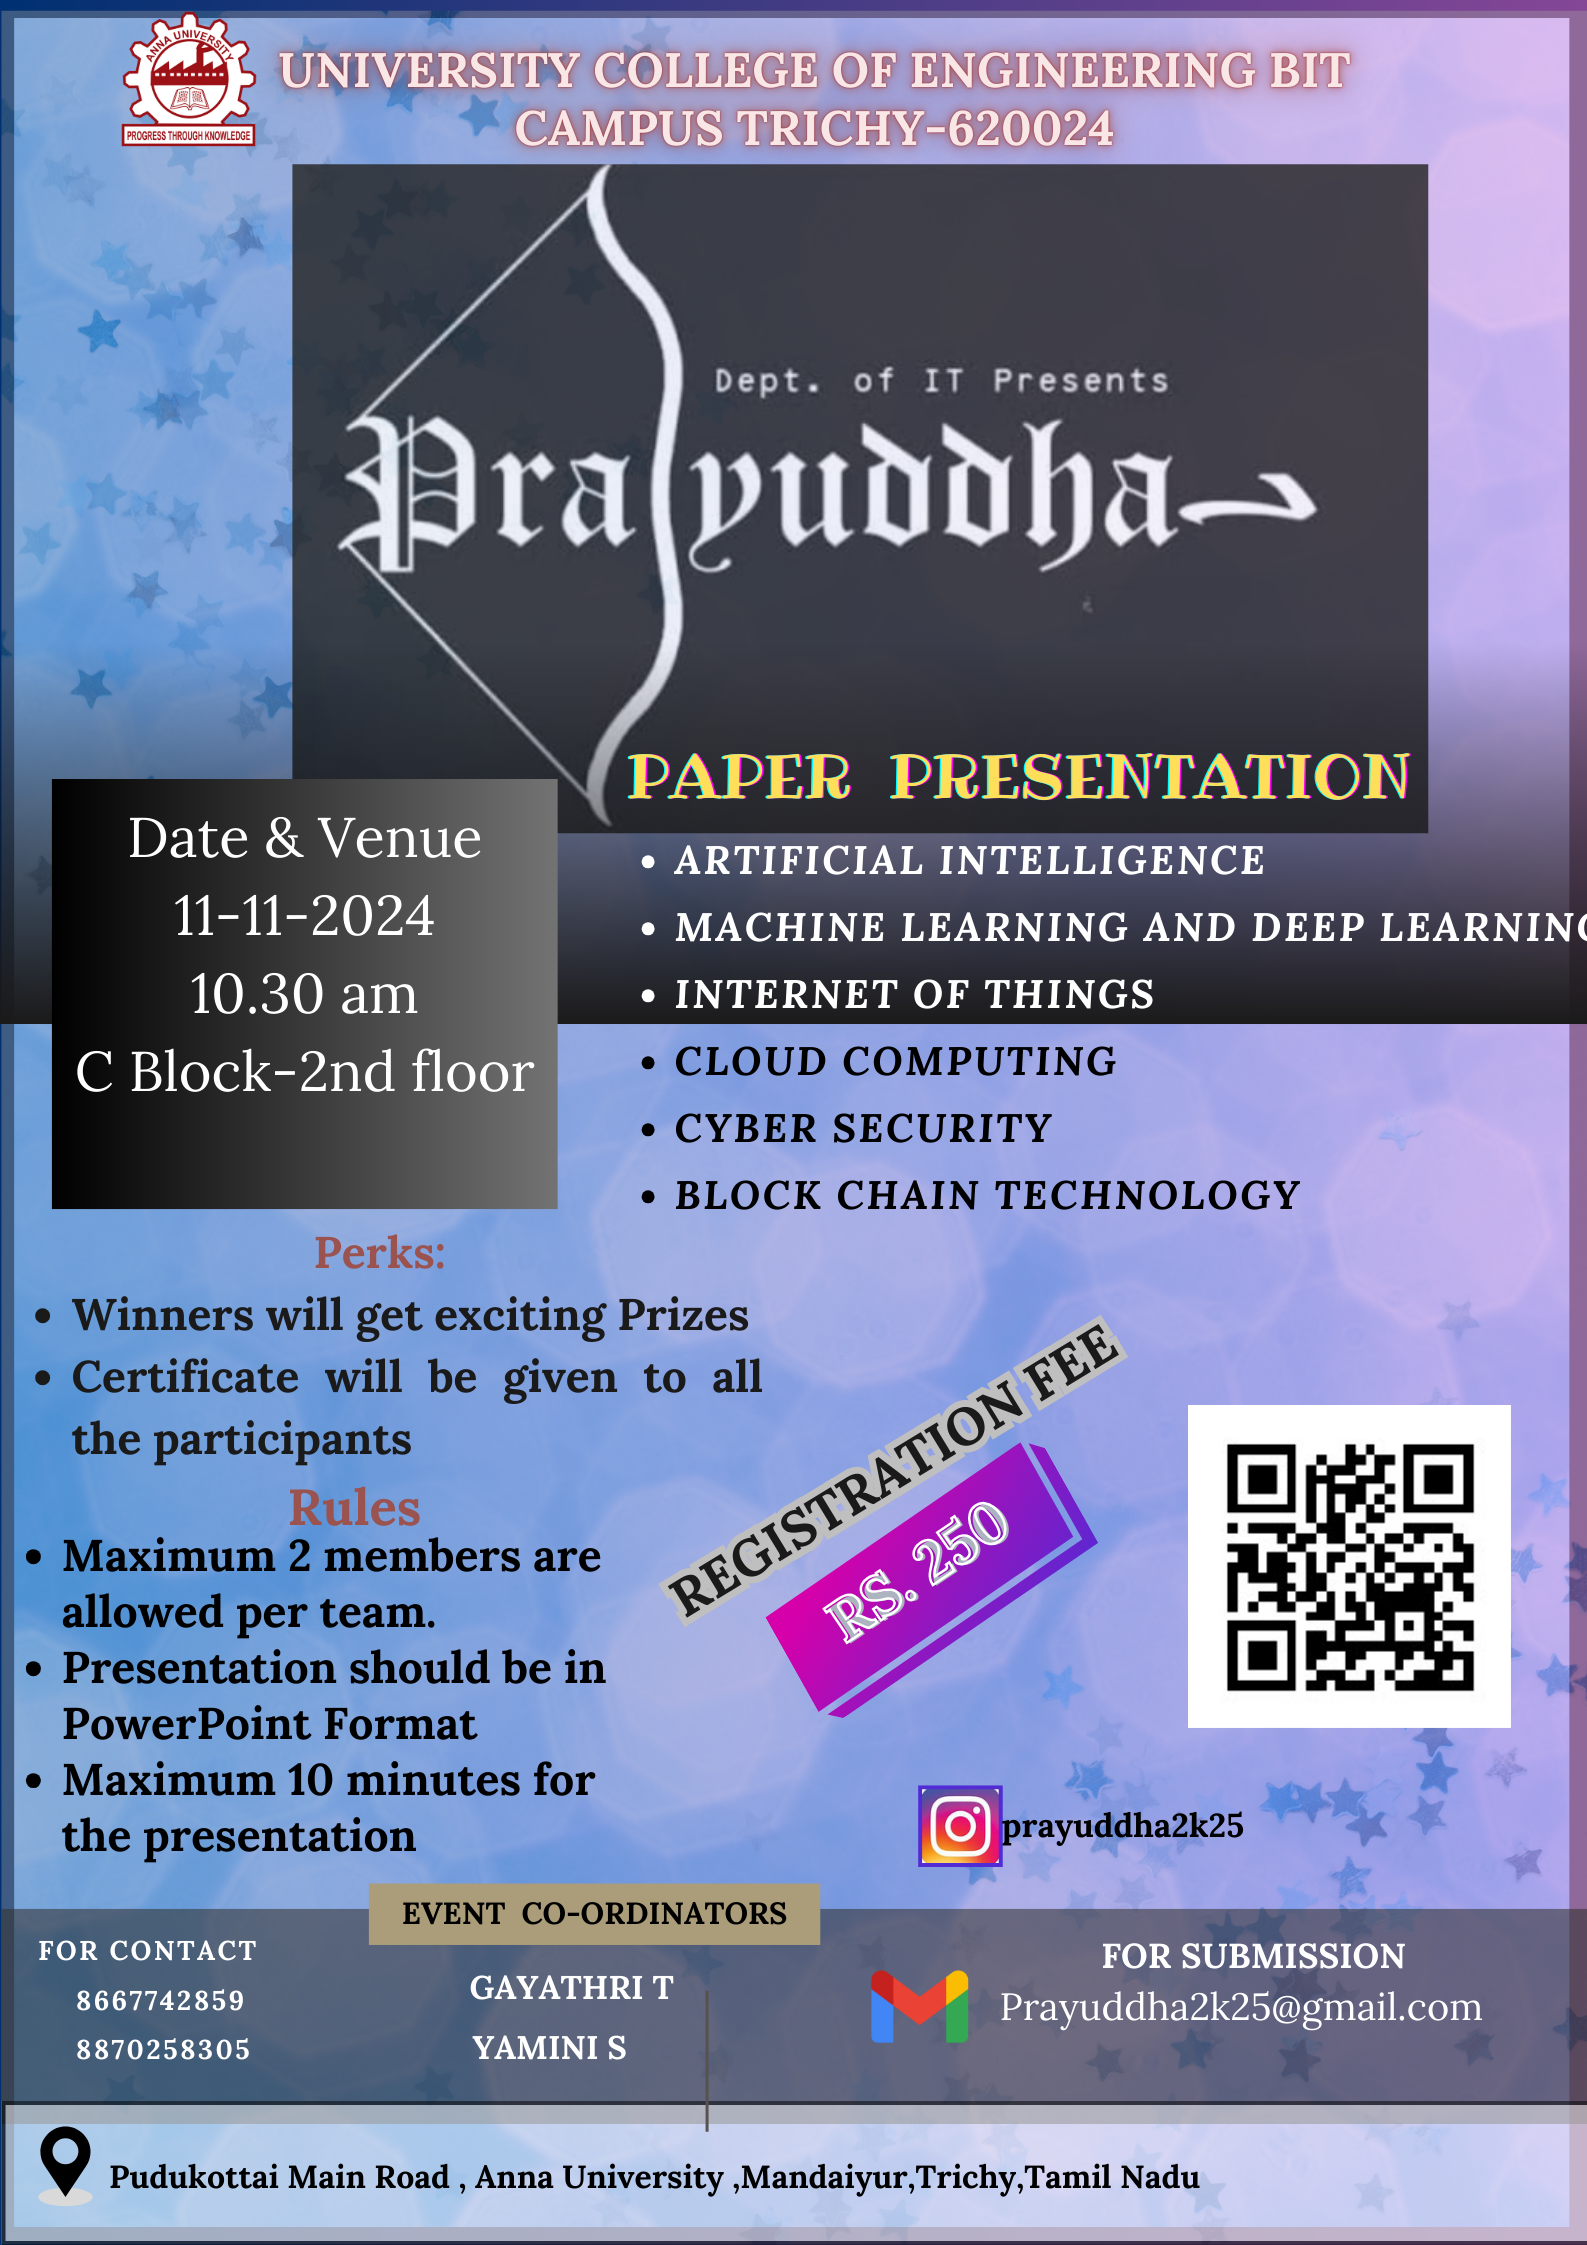 ANNA UNIVERSITY
PROGRESS THROUGH KNOWLEDGE
UNIVERSITY COLLEGE OF ENGINEERING BIT
CAMPUS TRICHY-620024
Dept. of IT Presents
Prayuddha
PAPER PRESENTATION
Date & Venue
11-11-2024
10.30 am
C Block-2nd floor
• ARTIFICIAL INTELLIGENCE
• MACHINE LEARNING AND DEEP LEARNING
• INTERNET OF THINGS
• CLOUD COMPUTING
• CYBER SECURITY
• BLOCK CHAIN TECHNOLOGY
Perks:
• Winners will get exciting Prizes
• Certificate will be given to all
the participants
Rules
• Maximum 2 members are
allowed per team.
• Presentation should be in
PowerPoint Format
• Maximum 10 minutes for
the presentation
REGISTRATION FEE
RS. 250
prayuddha2k25
EVENT CO-ORDINATORS
FOR CONTACT
8667742859
8870258305
GAYATHRI T
YAMINI S
FOR SUBMISSION
Prayuddha2k25@gmail.com
Pudukottai Main Road , Anna University ,Mandaiyur,Trichy,Tamil Nadu